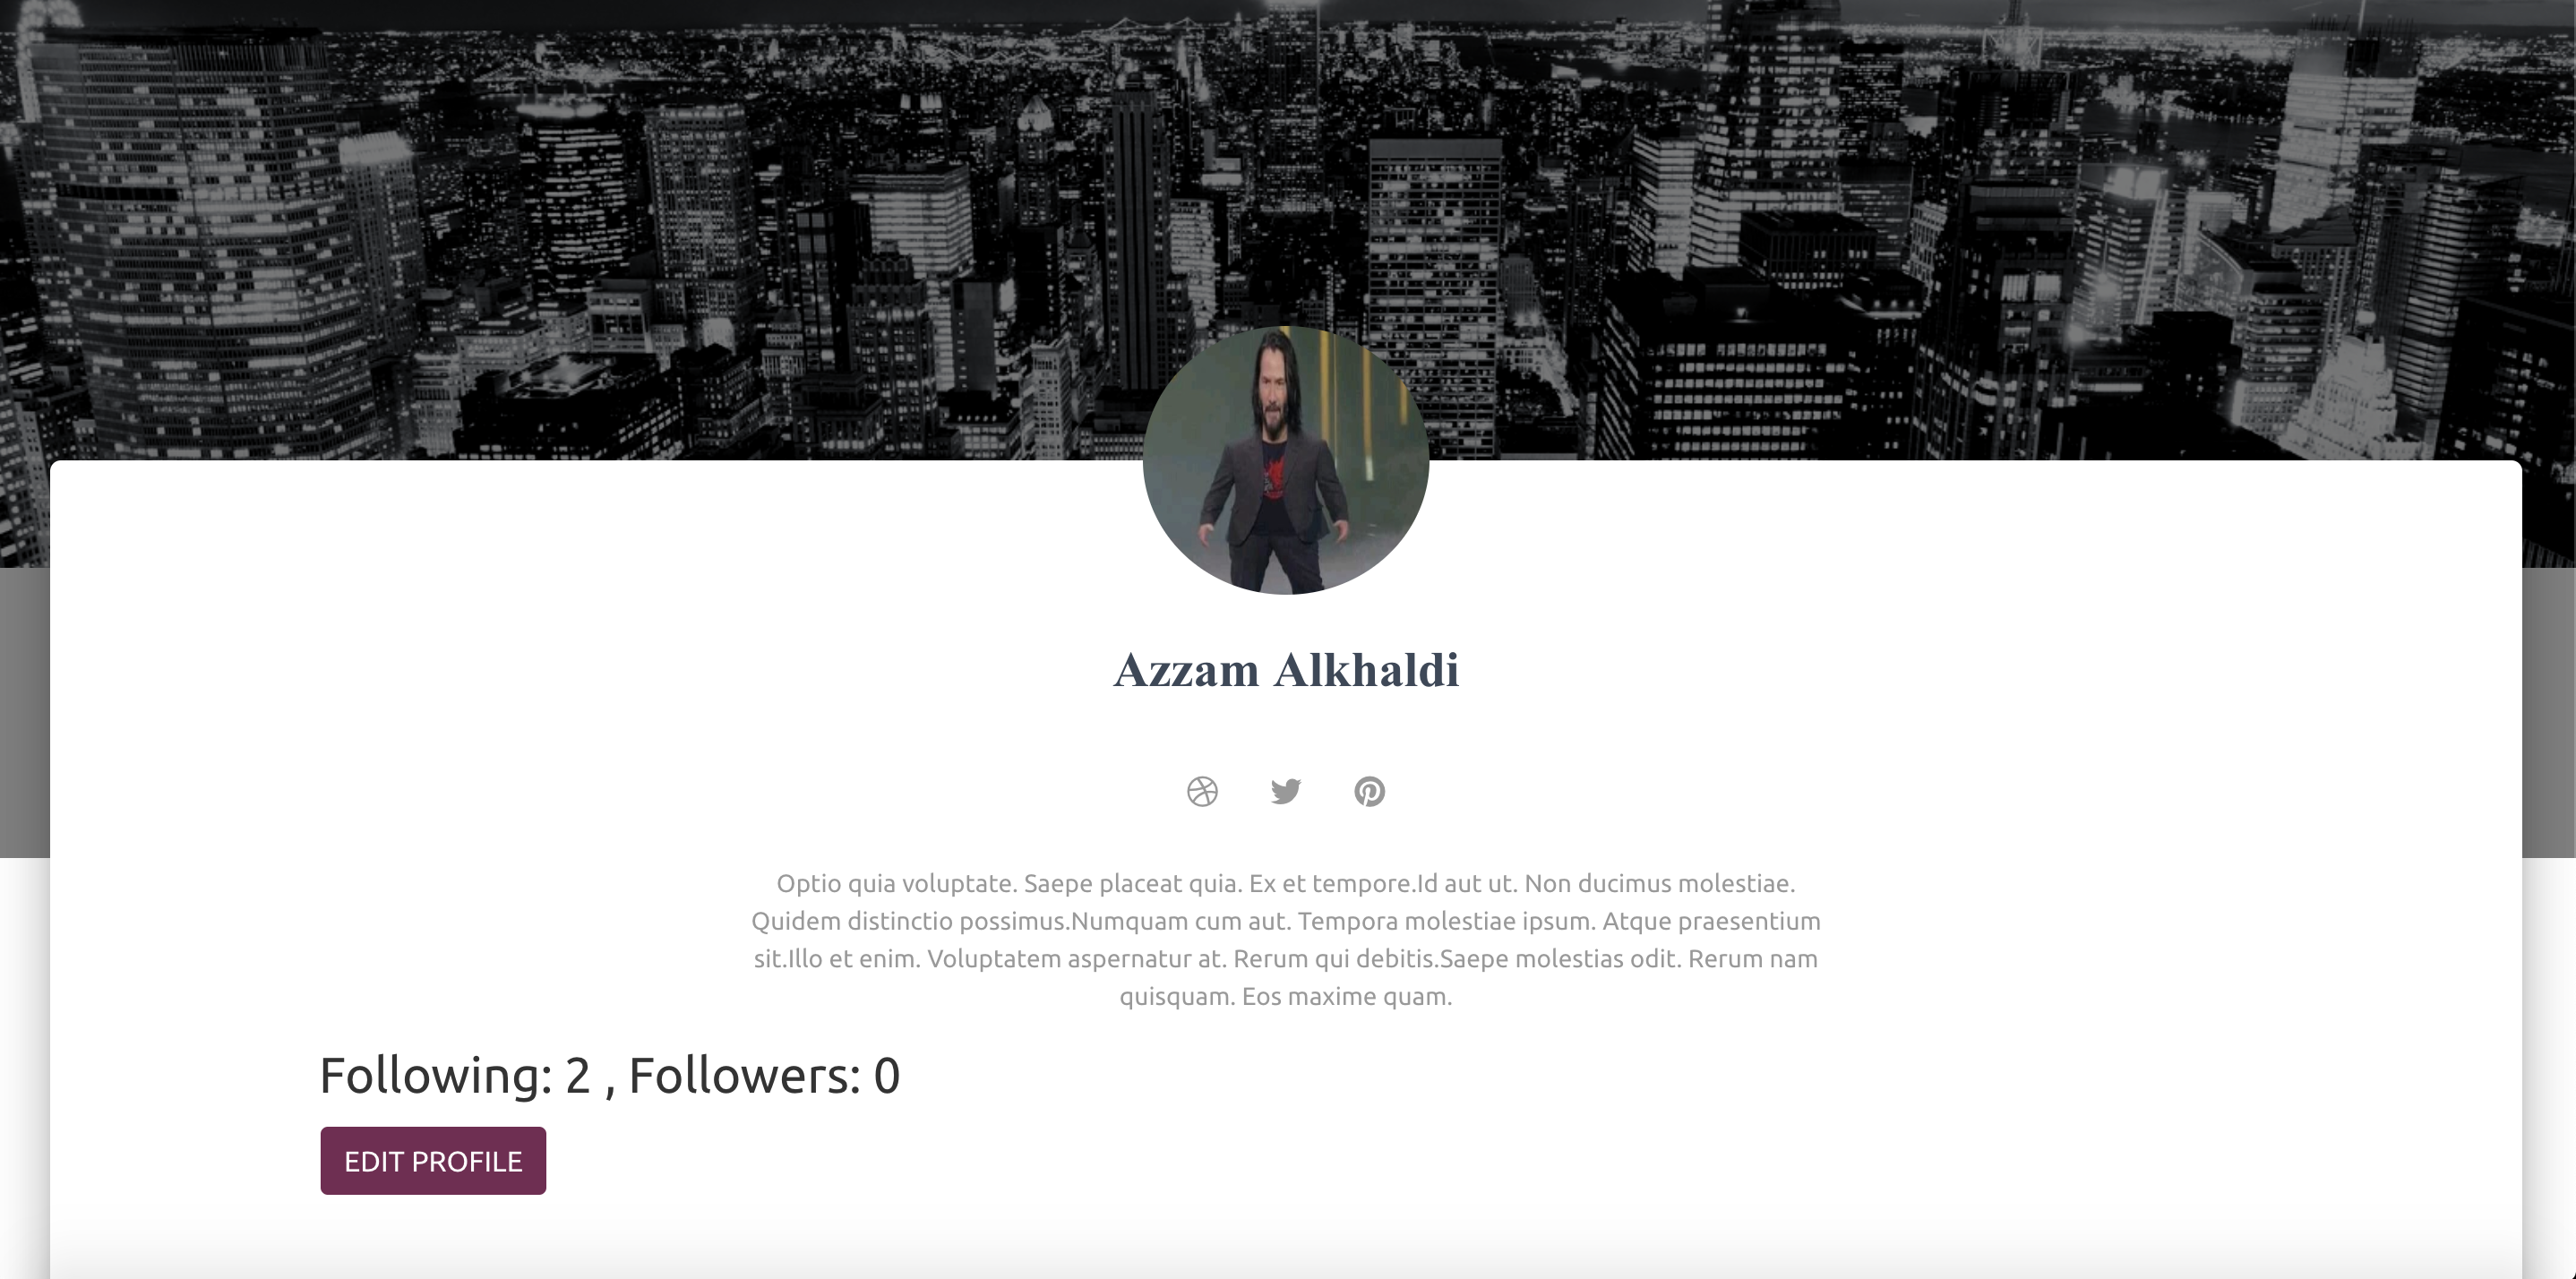 Azzam Alkhaldi
Optio quia voluptate. Saepe placeat quia. Ex et tempore.Id aut ut. Non ducimus molestiae.
Quidem distinctio possimus.Numquam cum aut. Tempora molestiae ipsum. Atque praesentium
sit.Illo et enim. Voluptatem aspernatur at. Rerum qui debitis.Saepe molestias odit. Rerum nam
quisquam. Eos maxime quam.
Following: 2 , Followers: 0
EDIT PROFILE